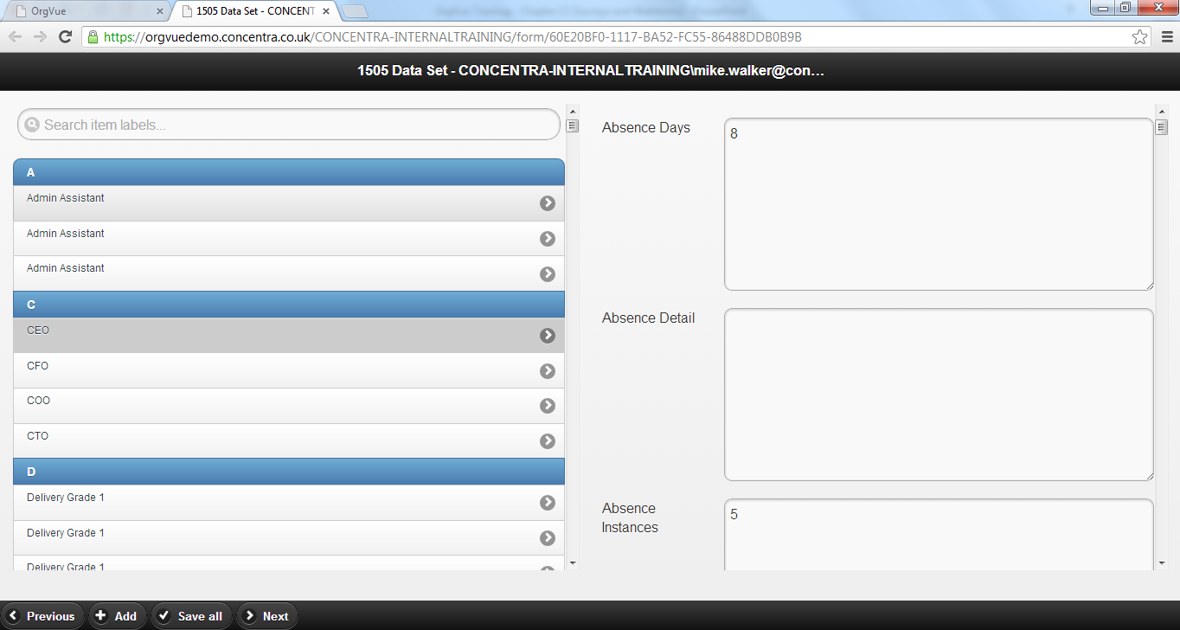 OrgVue
1505 Data Set - CONCENT
https://orgvuedemo.concentra.co.uk/CONCENTRA-INTERNALTRAINING/form/60E20BF0-1117-BA52-FC55-86488DDB0B9B
1505 Data Set - CONCENTRA-INTERNALTRAINING\mike.walker@con...
Search item labels...
A
Admin Assistant
Admin Assistant
Admin Assistant
C
CEO
CFO
COO
CTO
D
Delivery Grade 1
Delivery Grade 1
Delivery Grade 1
Absence Days
8
Absence Detail
Absence
Instances
5
Previous
Add
Save all
Next